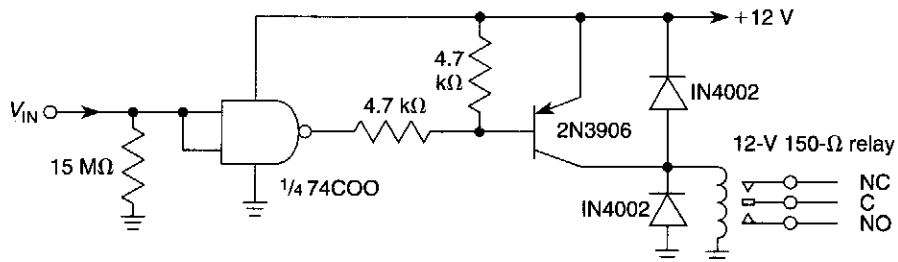 +12 V
4.7
kΩ
IN4002
V_IN
4.7 kΩ
2N3906
12-V 150-Ω relay
15 MΩ
1/4 74COO
IN4002
NC
C
NO